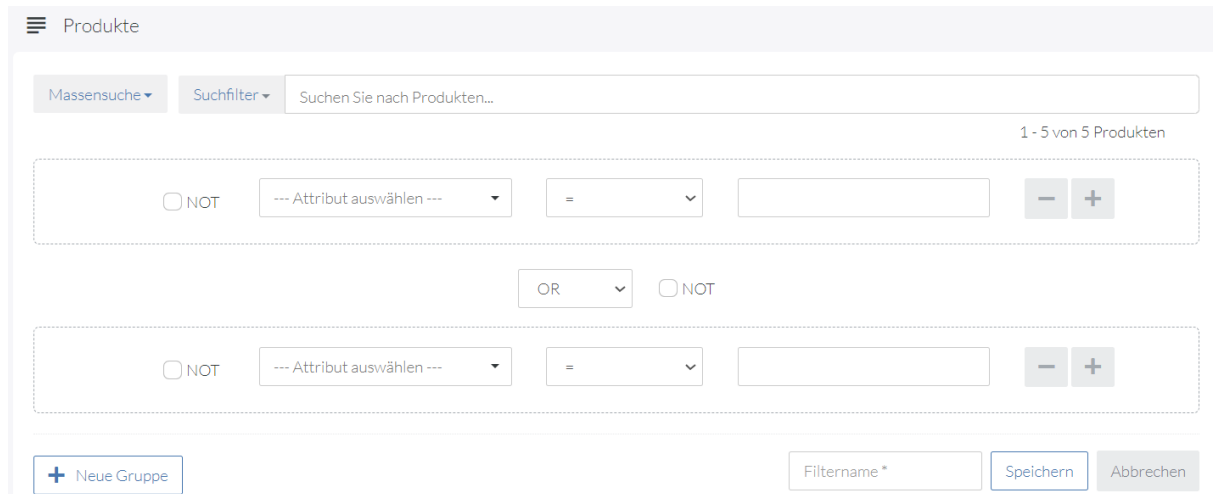 Produkte
Massensuche Suchfilter Suchen Sie nach Produkten...
1 - 5 von 5 Produkten
NOT --- Attribut auswählen --- =
OR NOT
NOT --- Attribut auswählen --- =
Neue Gruppe Filtername * Speichern Abbrechen